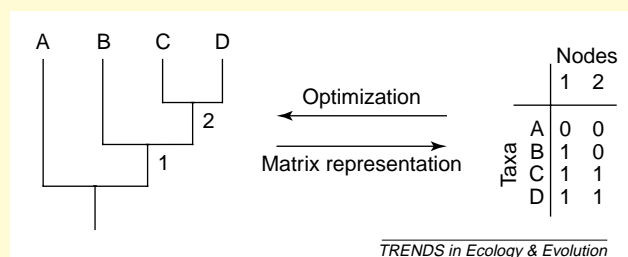 A B C D
2
1
Optimization
Matrix representation
Nodes
1 2
Taxa
A 0 0
B 1 0
C 1 1
D 1 1
TRENDS in Ecology & Evolution